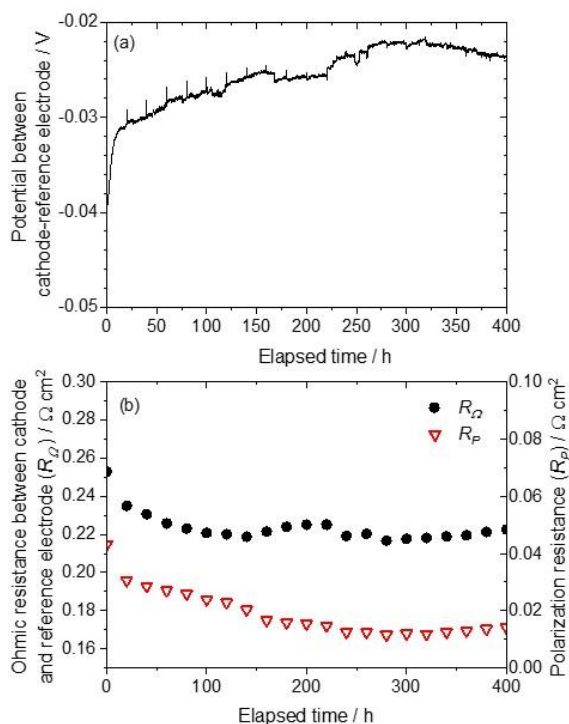 (a)
-0.02
-0.03
-0.04
-0.05
Potential between
cathode-reference electrode / V
0 50 100 150 200 250 300 350 400
Elapsed time / h
(b)
0.30
0.28
0.26
0.24
0.22
0.20
0.18
0.16
Ohmic resistance between cathode
and reference electrode (RΩ) / Ω cm²
RΩ
RP
0.10
0.08
0.06
0.04
0.02
0.00
Polarization resistance (RP) / Ω cm²
0 100 200 300 400
Elapsed time / h